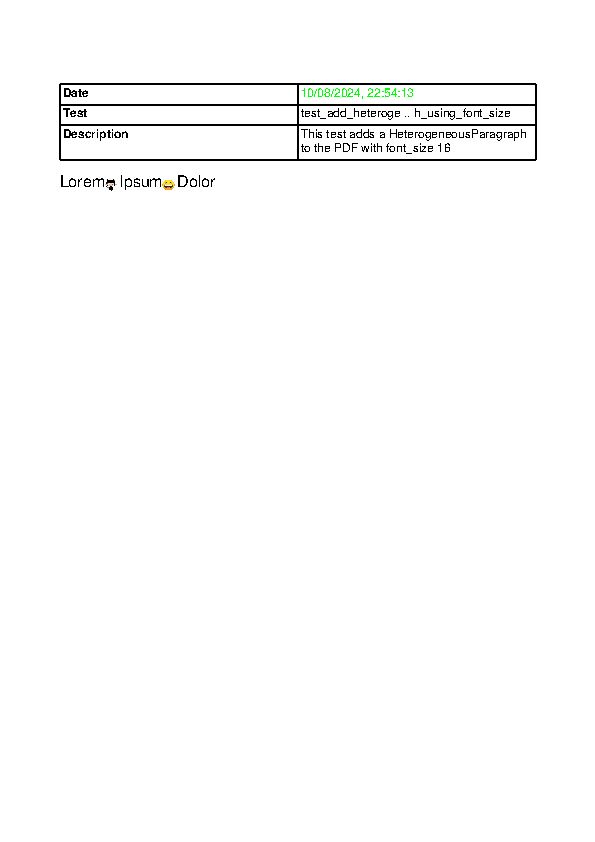 Date 10/08/2024, 22:54:13
Test test_add_heteroge .. h_using_font_size
Description This test adds a HeterogeneousParagraph
to the PDF with font_size 16
Lorem Ipsum Dolor